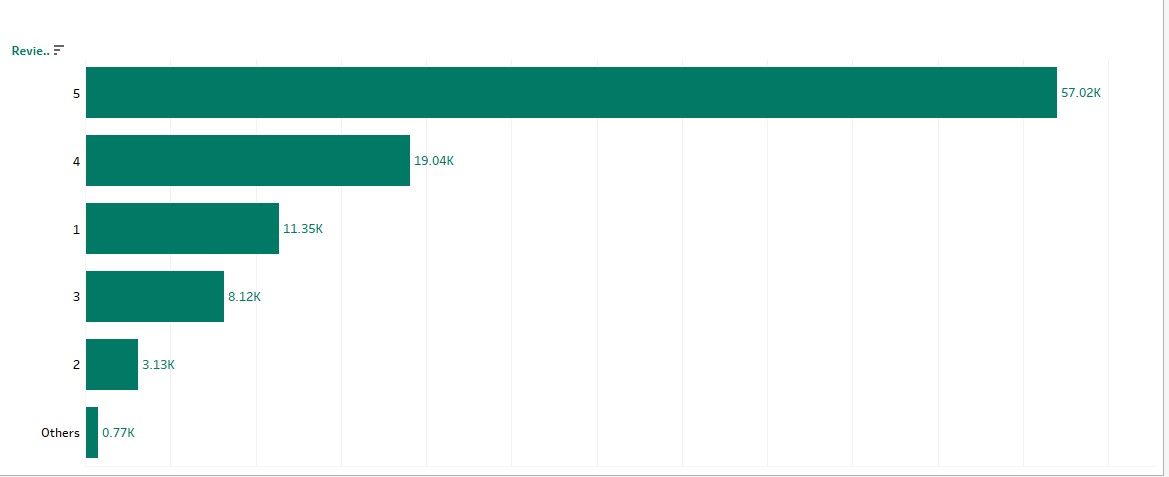 Revie..
5 57.02K
4 19.04K
1 11.35K
3 8.12K
2 3.13K
Others 0.77K